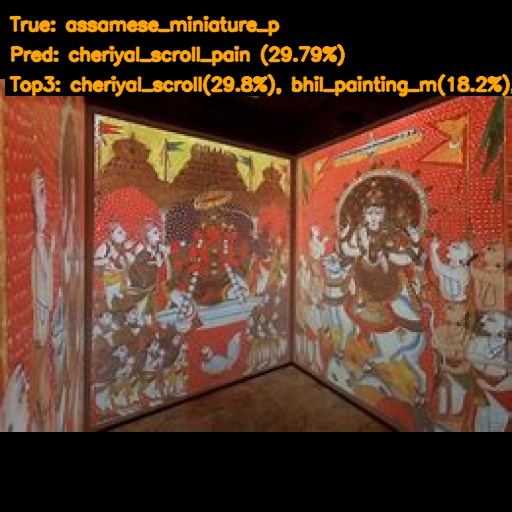 True: assamese_miniature_p
Pred: cheriyal_scroll_pain (29.79%)
Top3: cheriyal_scroll(29.8%), bhil_painting_m(18.2%),